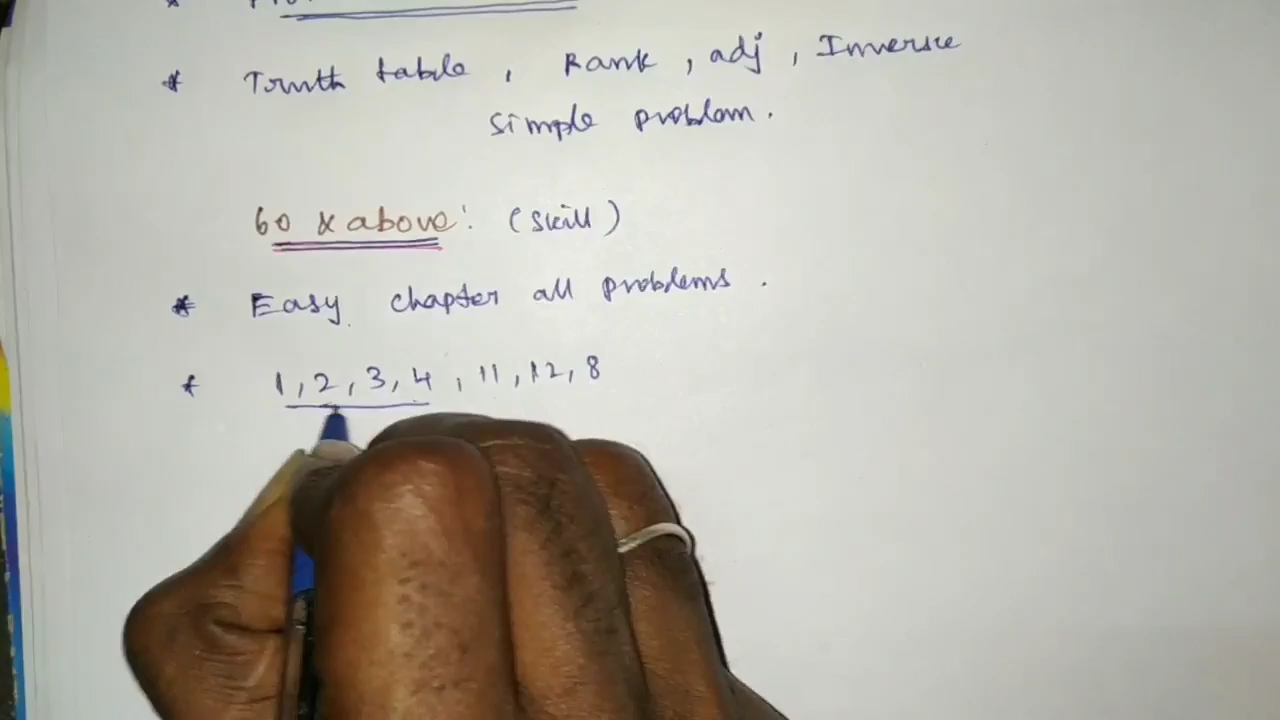 * Truth table , Rank , adj , Inverse
simple problem .
60 & above : (skill)
* Easy chapter all problems .
* 1, 2, 3, 4 , 11, 12, 8